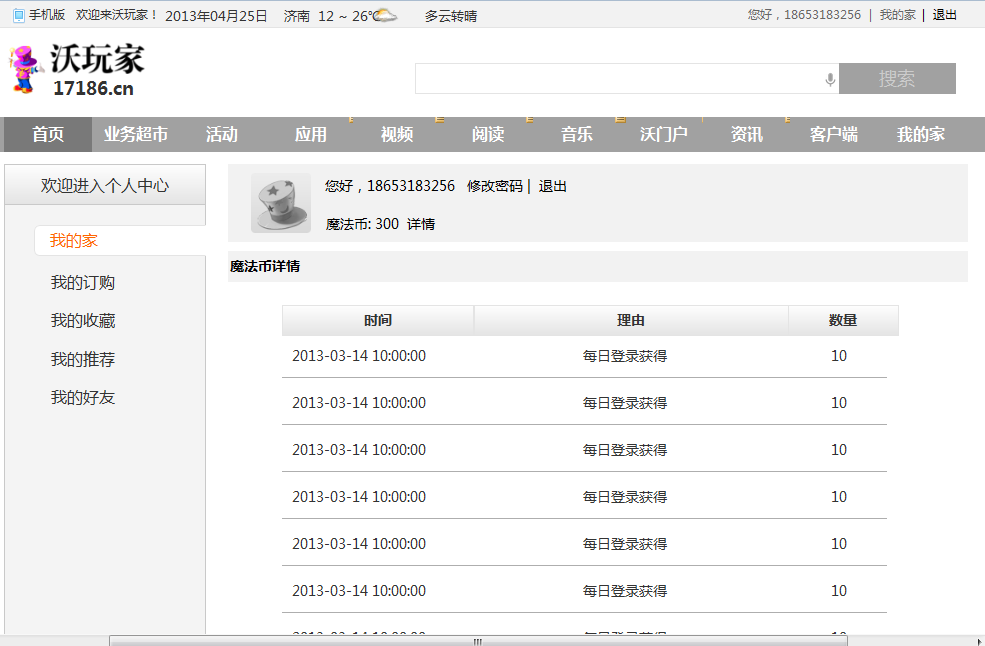 手机版 欢迎来沃玩家！ 2013年04月25日 济南 12 ~ 26℃ 多云转晴 您好，18653183256 | 我的家 | 退出
沃玩家
17186.cn
搜索
首页 业务超市 活动 应用 视频 阅读 音乐 沃门户 资讯 客户端 我的家
欢迎进入个人中心
我的家
我的订购
我的收藏
我的推荐
我的好友
您好，18653183256 修改密码 | 退出
魔法币: 300 详情
魔法币详情
时间 理由 数量
2013-03-14 10:00:00 每日登录获得 10
2013-03-14 10:00:00 每日登录获得 10
2013-03-14 10:00:00 每日登录获得 10
2013-03-14 10:00:00 每日登录获得 10
2013-03-14 10:00:00 每日登录获得 10
2013-03-14 10:00:00 每日登录获得 10